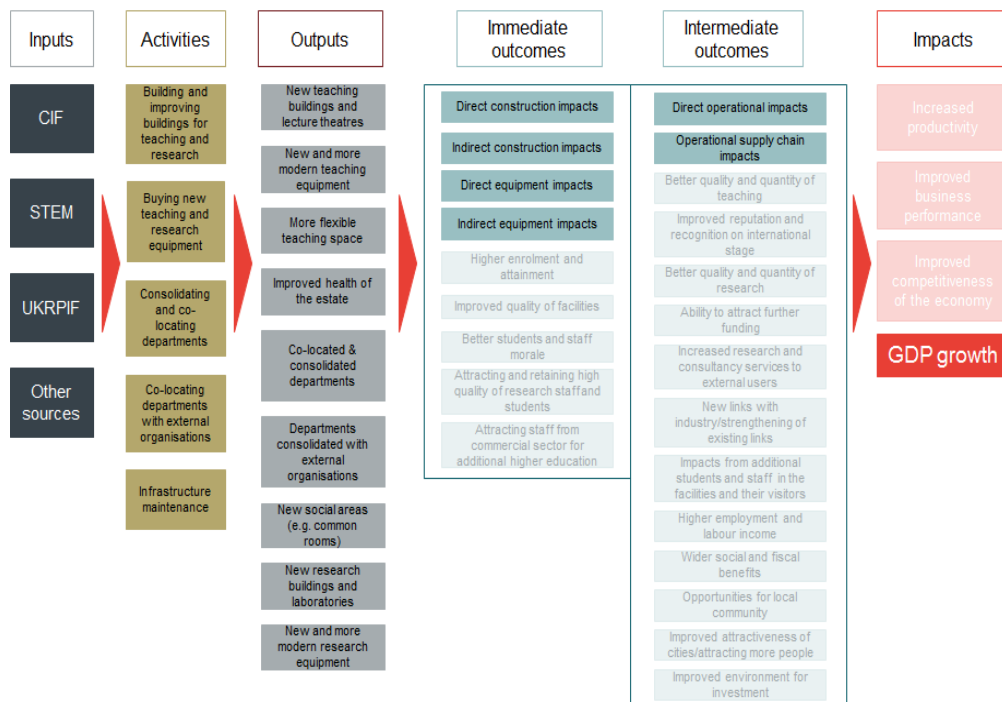 Inputs
Activities
Outputs
Immediate
outcomes
Intermediate
outcomes
Impacts
CIF
STEM
UKRPIF
Other
sources
Building and
improving
buildings for
teaching and
research
Buying new
teaching and
research
equipment
Consolidating
and co-
locating
departments
Co-locating
departments
with external
organisations
Infrastructure
maintenance
New teaching
buildings and
lecture theatres
New and more
modern teaching
equipment
More flexible
teaching space
Improved health of
the estate
Co-located &
consolidated
departments
Departments
consolidated with
external
organisations
New social areas
(e.g. common
rooms)
New research
buildings and
laboratories
New and more
modern research
equipment
Direct construction impacts
Indirect construction impacts
Direct equipment impacts
Indirect equipment impacts
Higher enrolment and
attainment
Improved quality of facilities
Better students and staff
morale
Attracting and retaining high
quality of research staff and
students
Attracting staff from
commercial sector for
additional higher education
Direct operational impacts
Operational supply chain
impacts
Better quality and quantity of
teaching
Improved reputation and
recognition on international
stage
Better quality and quantity of
research
Ability to attract further
funding
Increased research and
consultancy services to
external users
New links with
industry/strengthening of
existing links
Impacts from additional
students and staff in the
facilities and their visitors
Higher employment and
labour income
Wider social and fiscal
benefits
Opportunities for local
community
Improved attractiveness of
cities/attracting more people
Improved environment for
investment
Increased
productivity
Improved
business
performance
Improved
competitiveness
of the economy
GDP growth